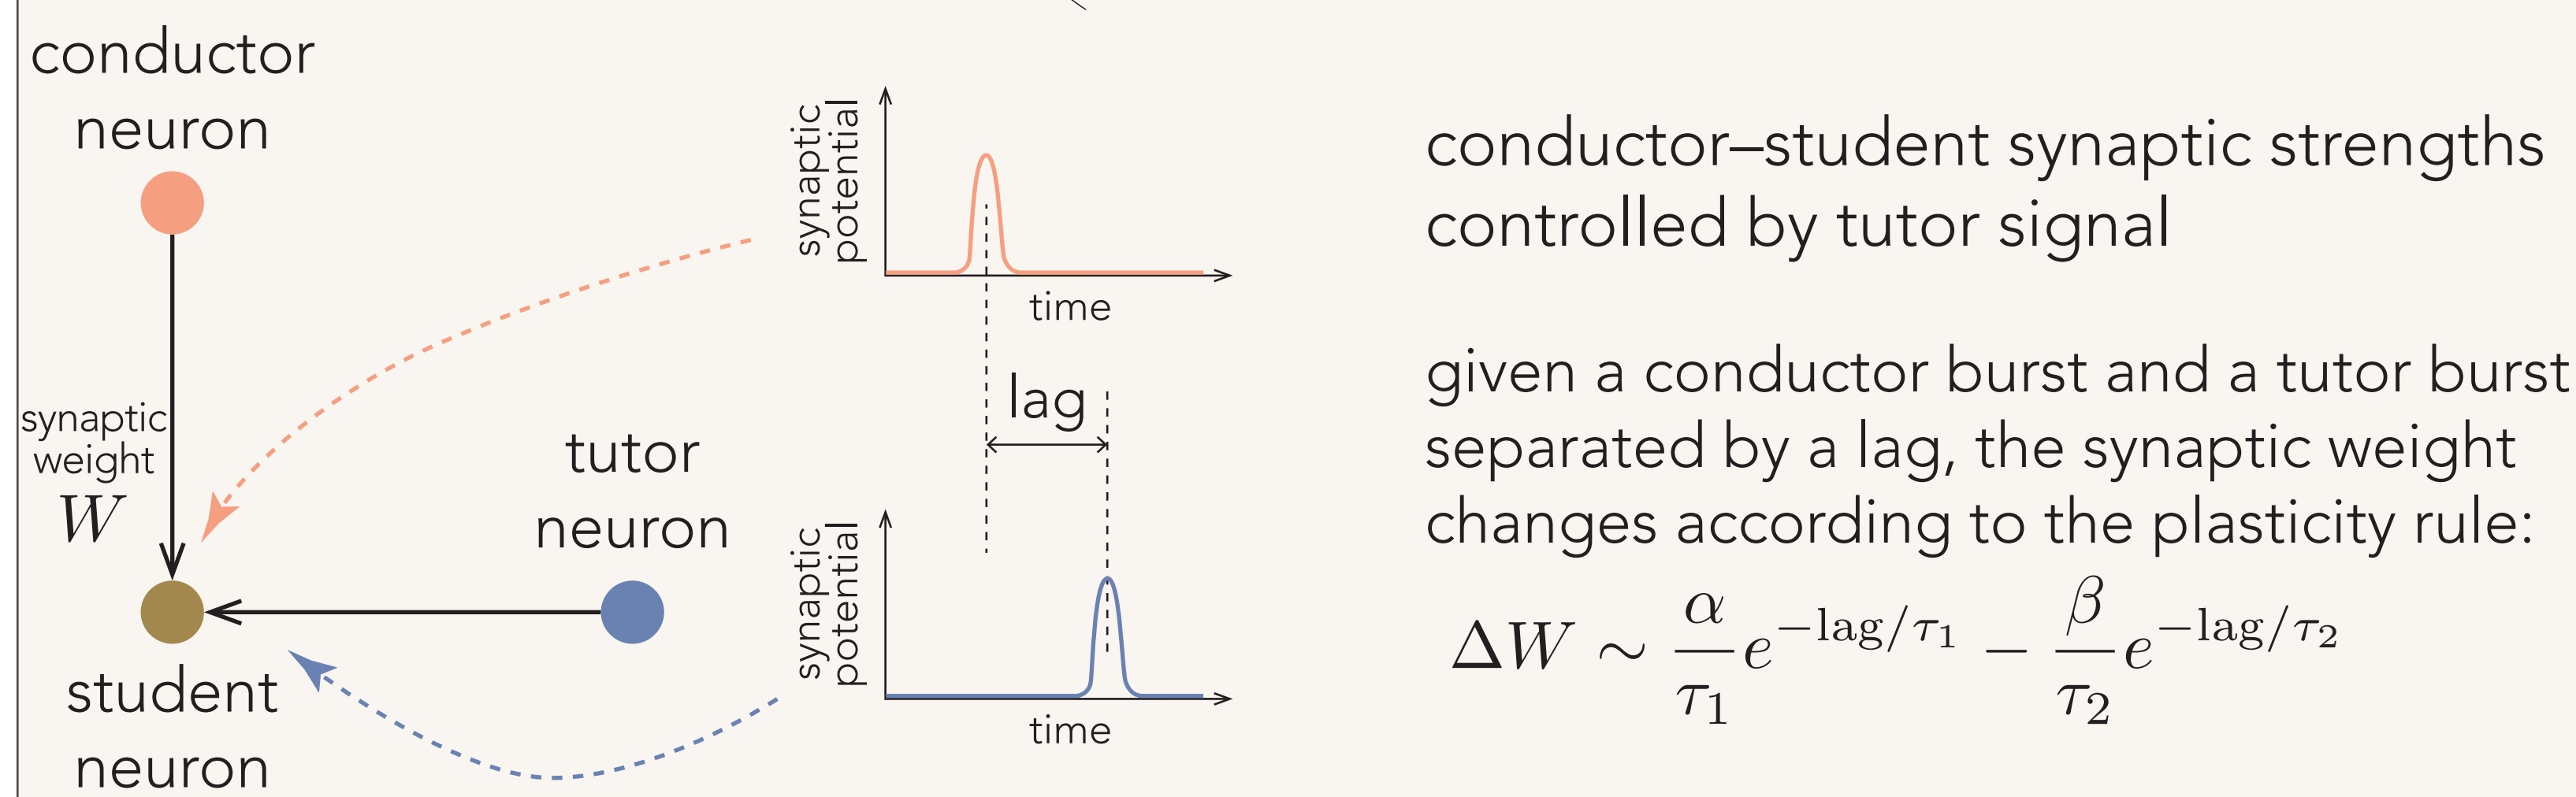 conductor
neuron
synaptic
weight
W
tutor
neuron
student
neuron
synaptic
potential
time
lag
synaptic
potential
time
conductor–student synaptic strengths
controlled by tutor signal
given a conductor burst and a tutor burst
separated by a lag, the synaptic weight
changes according to the plasticity rule:
ΔW ∼ α/τ₁ e^(−lag/τ₁) − β/τ₂ e^(−lag/τ₂)